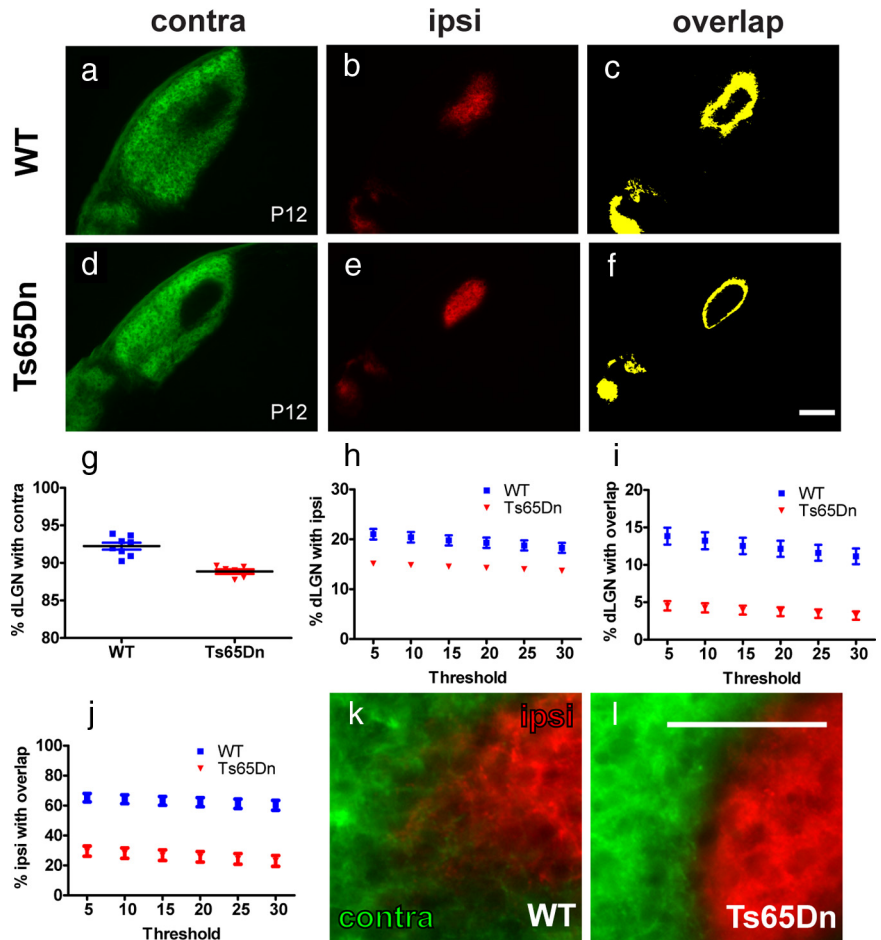 contra ipsi overlap
WT
a
P12
b
c
Ts65Dn
d
P12
e
f
g
% dLGN with contra
100
95
90
85
80
WT Ts65Dn
h
% dLGN with ipsi
30
20
10
0
WT
Ts65Dn
5 10 15 20 25 30
Threshold
i
% dLGN with overlap
20
15
10
5
0
WT
Ts65Dn
5 10 15 20 25 30
Threshold
j
% ipsi with overlap
100
80
60
40
20
0
WT
Ts65Dn
5 10 15 20 25 30
Threshold
k
ipsi
contra
WT
l
Ts65Dn